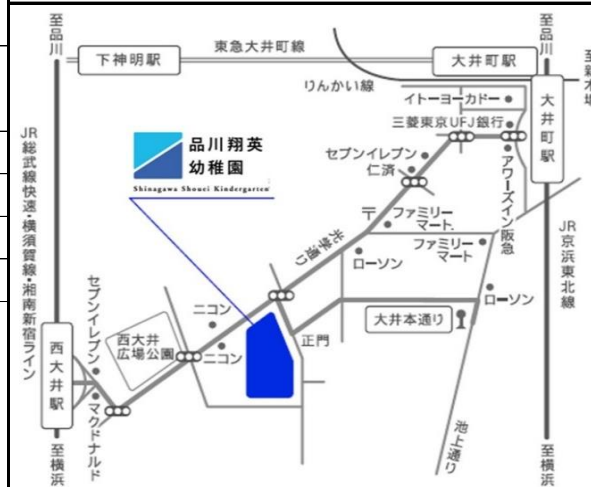 至品川
下神明駅
東急大井町線
大井町駅
至品川
至新木場
りんかい線
イトーヨーカドー
三菱東京UFJ銀行
大井町駅
アワーズイン阪急
セブンイレブン
仁済
品川翔英
幼稚園
Shinagawa Shouei Kindergarten
〒
ファミリー
マート
ファミリー
マート
光学通り
ローソン
JR総武線快速・横須賀線・湘南新宿ライン
JR京浜東北線
セブンイレブン
ニコン
ニコン
西大井
広場公園
正門
大井本通り
ローソン
西大井駅
マクドナルド
池上通り
至横浜
至横浜